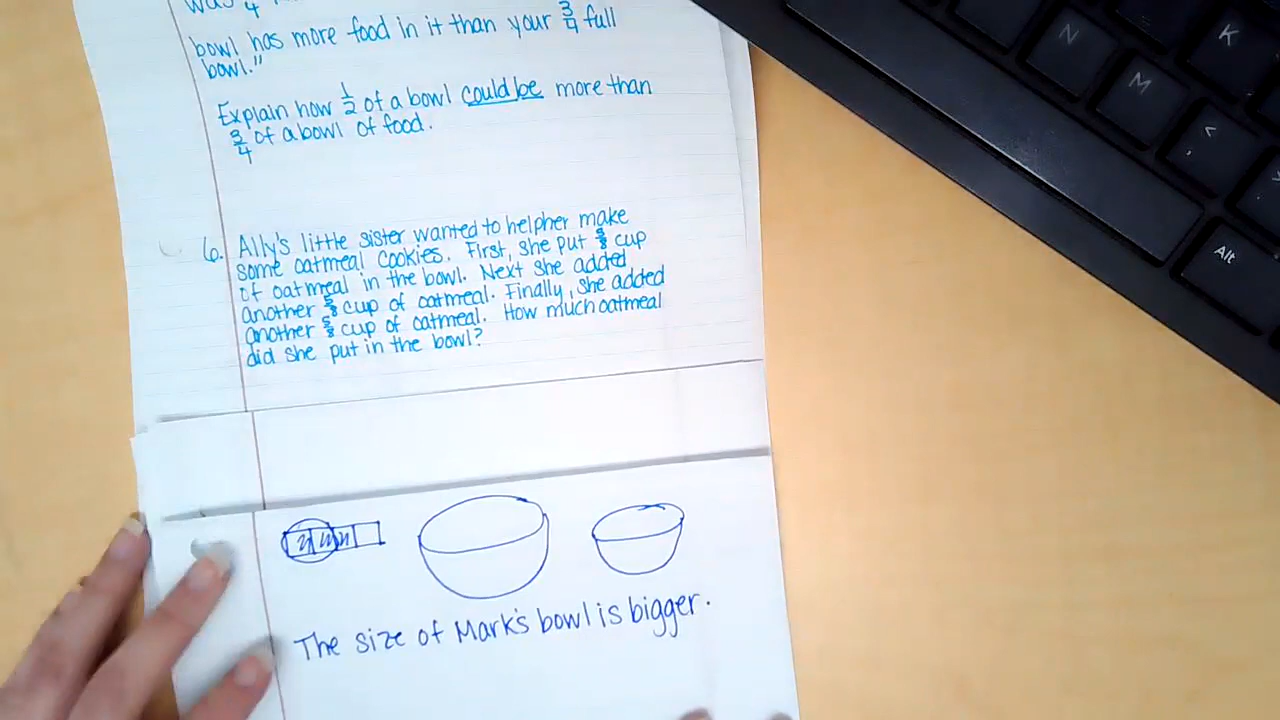 was 4
bowl has more food in it than your 3/4 full
bowl."
Explain how 1/2 of a bowl could be more than
3/4 of a bowl of food.
6. Ally's little sister wanted to help her make
some oatmeal cookies. First, she put cup
of oatmeal in the bowl. Next she added
another 5/8 cup of oatmeal. Finally, she added
another 5/8 cup of oatmeal. How much oatmeal
did she put in the bowl?
The size of Mark's bowl is bigger.
N
K
M
<
,
Alt